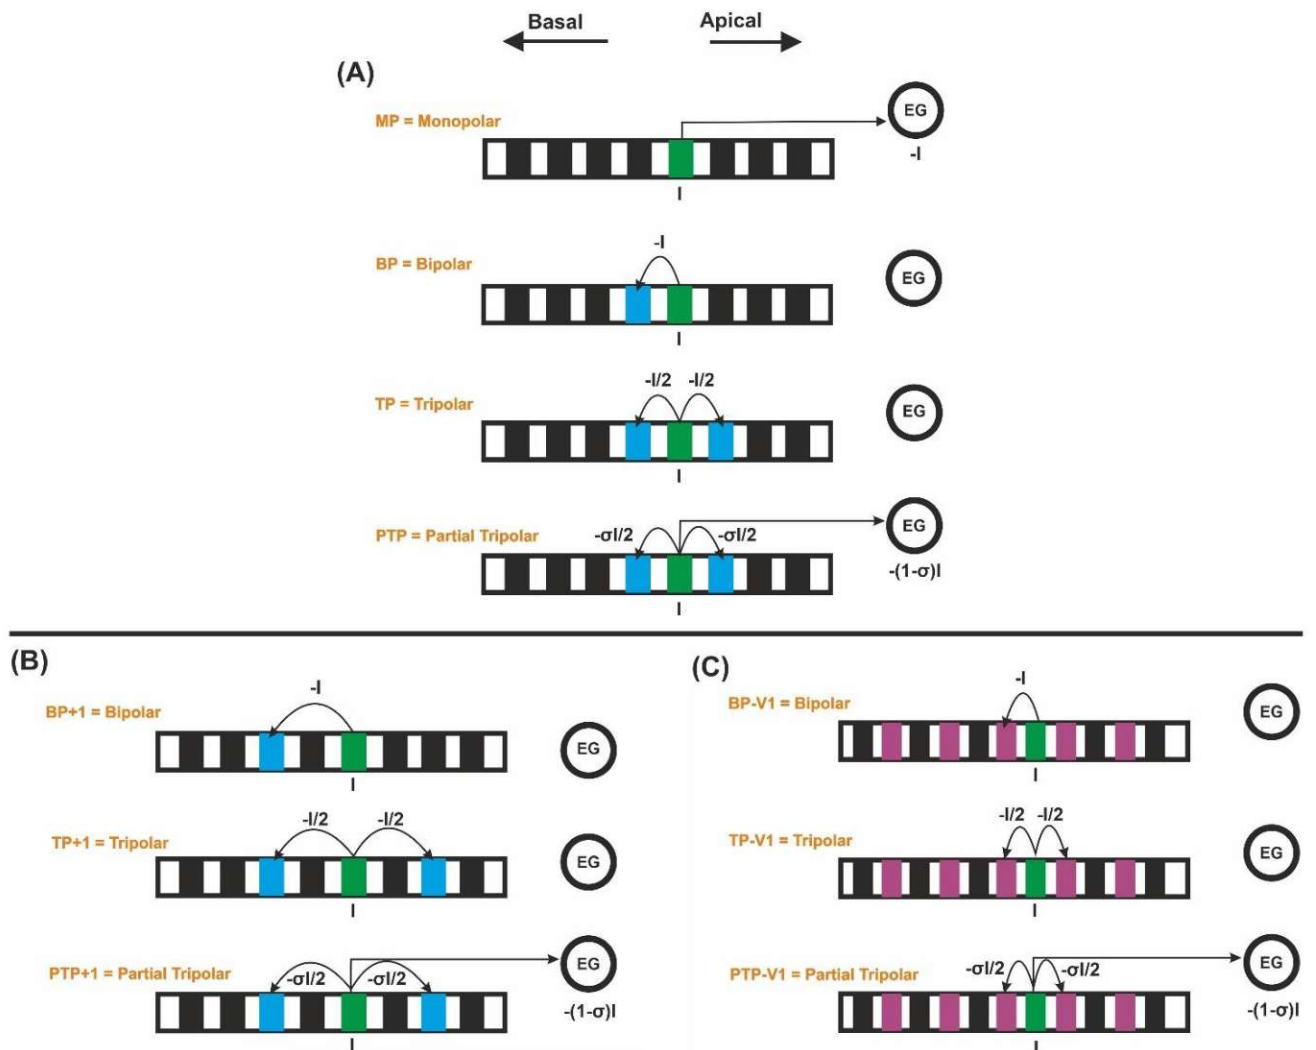 Basal
Apical
(A)
MP = Monopolar
EG
-I
I
-I
BP = Bipolar
EG
I
-I/2 -I/2
TP = Tripolar
EG
I
PTP = Partial Tripolar
-σI/2
-σI/2
EG
-(1-σ)I
I
(B)
-I
BP+1 = Bipolar
EG
I
-I/2 -I/2
TP+1 = Tripolar
EG
I
PTP+1 = Partial Tripolar
-σI/2
-σI/2
EG
-(1-σ)I
I
(C)
-I
BP-V1 = Bipolar
EG
I
-I/2 -I/2
TP-V1 = Tripolar
EG
I
PTP-V1 = Partial Tripolar
-σI/2
-σI/2
EG
-(1-σ)I
I